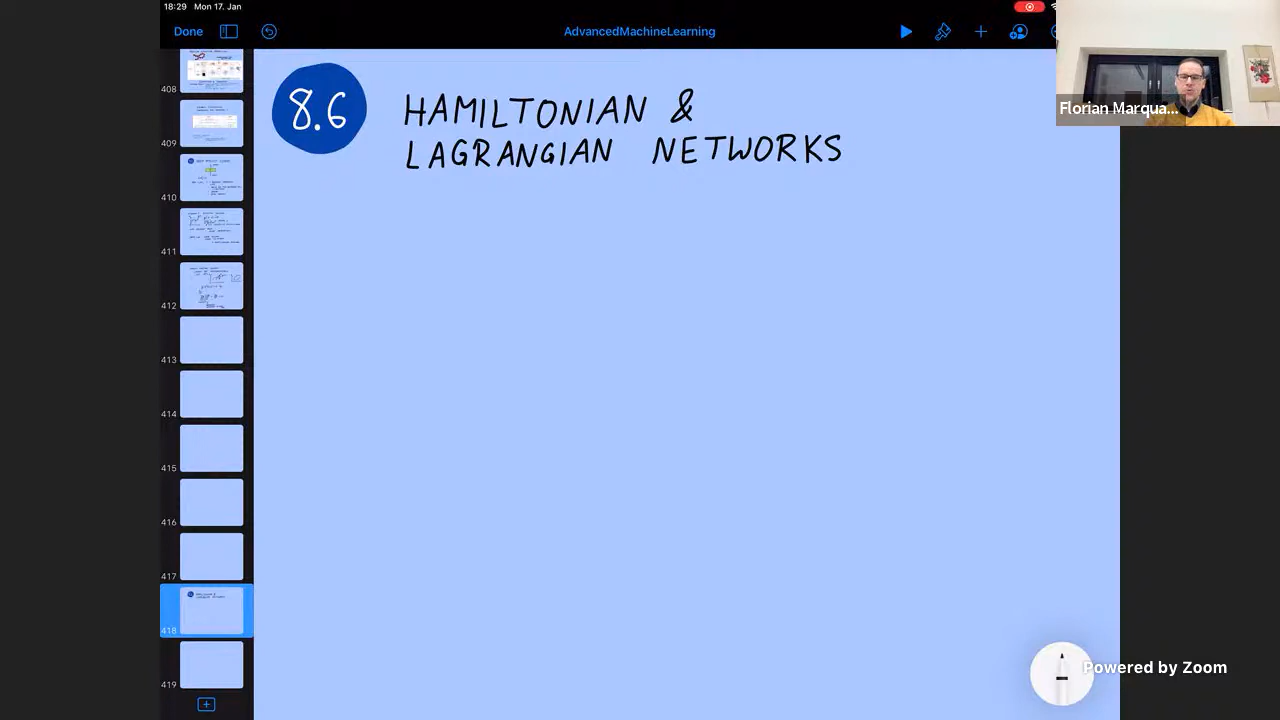 18:29 Mon 17. Jan
Done
AdvancedMachineLearning
Florian Marqua...
408
409
410
411
412
413
414
415
416
417
418
419
8.6
HAMILTONIAN &
LAGRANGIAN NETWORKS
Powered by Zoom